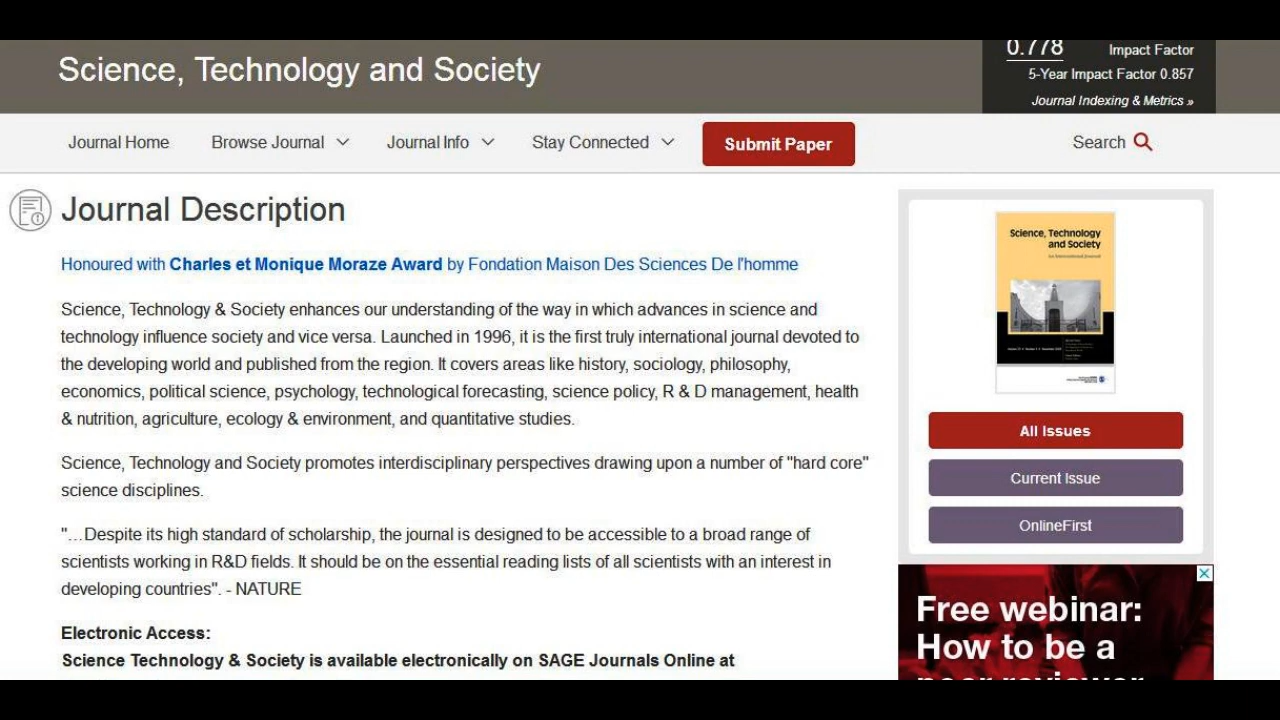 Science, Technology and Society
0.778
Impact Factor
5-Year Impact Factor 0.857
Journal Indexing & Metrics »
Journal Home
Browse Journal
Journal Info
Stay Connected
Submit Paper
Search
Journal Description
Honoured with Charles et Monique Moraze Award by Fondation Maison Des Sciences De l'homme
Science, Technology & Society enhances our understanding of the way in which advances in science and
technology influence society and vice versa. Launched in 1996, it is the first truly international journal devoted to
the developing world and published from the region. It covers areas like history, sociology, philosophy,
economics, political science, psychology, technological forecasting, science policy, R & D management, health
& nutrition, agriculture, ecology & environment, and quantitative studies.
Science, Technology and Society promotes interdisciplinary perspectives drawing upon a number of "hard core"
science disciplines.
"…Despite its high standard of scholarship, the journal is designed to be accessible to a broad range of
scientists working in R&D fields. It should be on the essential reading lists of all scientists with an interest in
developing countries". - NATURE
Electronic Access:
Science Technology & Society is available electronically on SAGE Journals Online at
Science, Technology
and Society
An International Journal
All Issues
Current Issue
OnlineFirst
Free webinar:
How to be a
peer reviewer